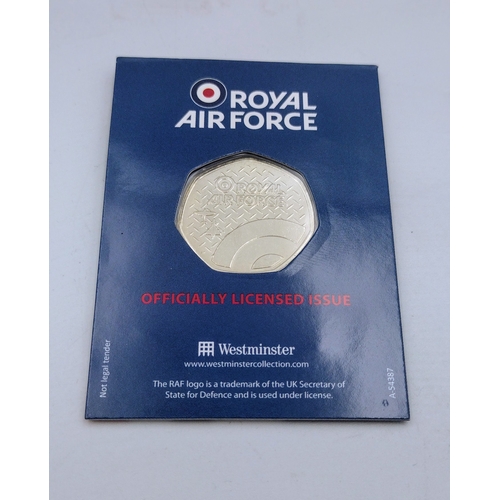 ROYAL
AIR FORCE
ROYAL
AIR FORCE
OFFICIALLY LICENSED ISSUE
Westminster
www.westminstercollection.com
The RAF logo is a trademark of the UK Secretary of
State for Defence and is used under license.
Not legal tender
A-54387